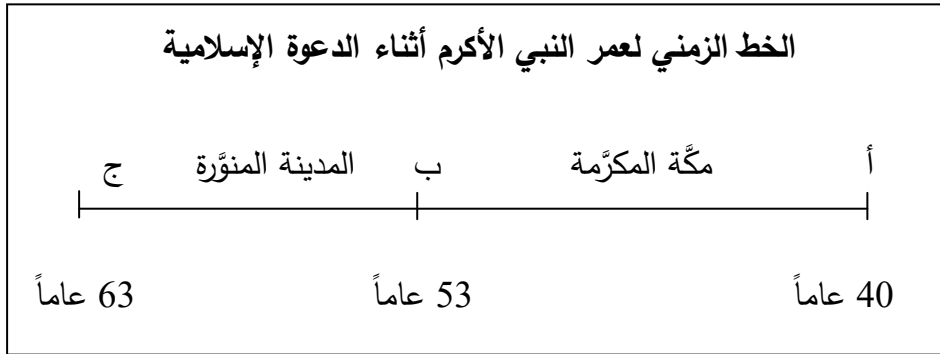 الخط الزمني لعمر النبي الأكرم أثناء الدعوة الإسلامية
أ مكَّة المكرَّمة ب المدينة المنوَّرة ج
40 عاماً 53 عاماً 63 عاماً